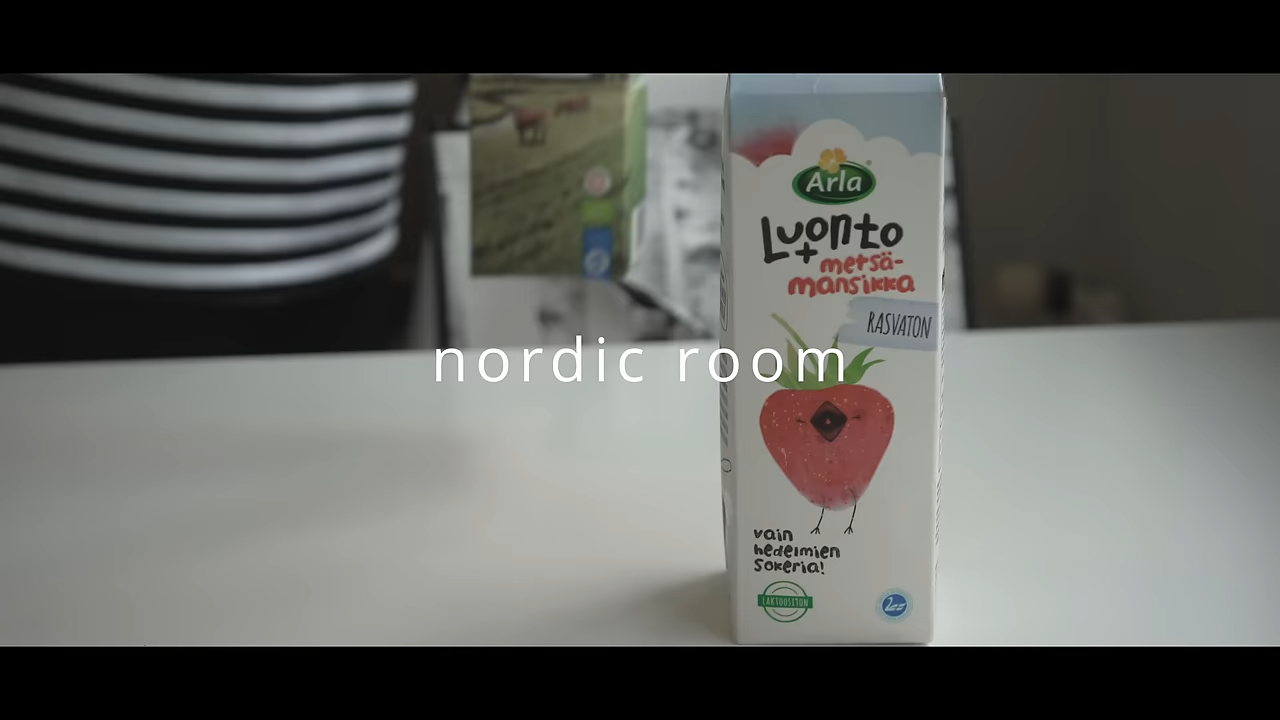 Arla
Luonto
+ metsä-
mansikka
RASVATON
nordic room
vain
hedelmien
sokeria!
LAKTOOSITON